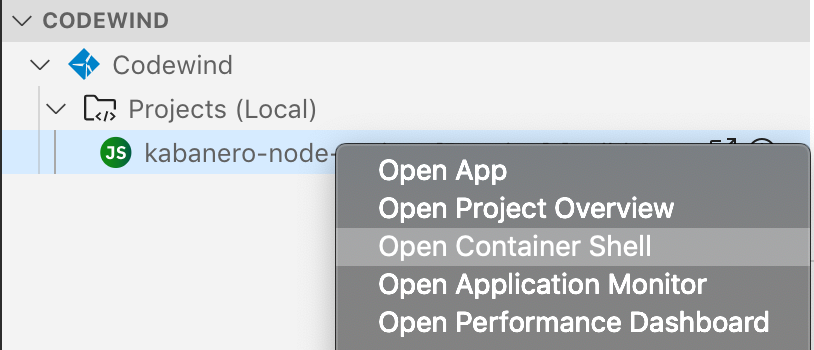 CODEWIND
Codewind
Projects (Local)
JS kabanero-node-
Open App
Open Project Overview
Open Container Shell
Open Application Monitor
Open Performance Dashboard